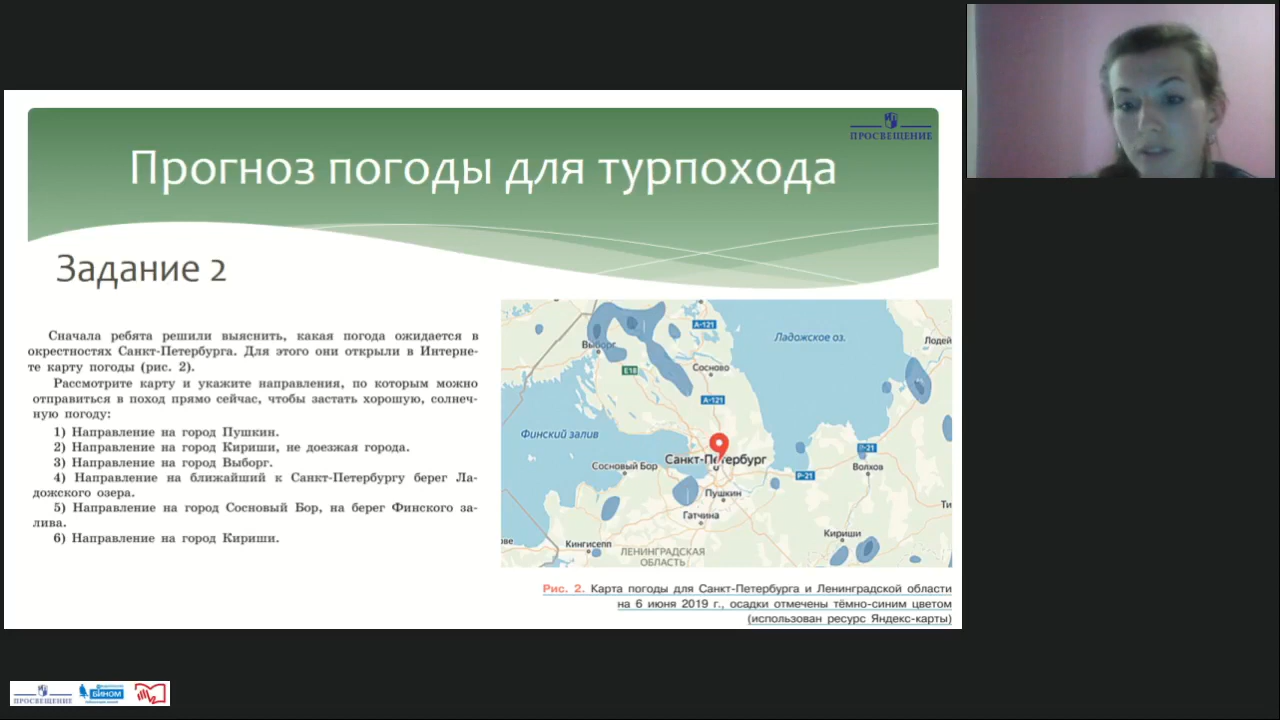 ПРОСВЕЩЕНИЕ
Прогноз погоды для турпохода
Задание 2
Сначала ребята решили выяснить, какая погода ожидается в
окрестностях Санкт-Петербурга. Для этого они открыли в Интерне-
те карту погоды (рис. 2).
Рассмотрите карту и укажите направления, по которым можно
отправиться в поход прямо сейчас, чтобы застать хорошую, солнеч-
ную погоду:
1) Направление на город Пушкин.
2) Направление на город Кириши, не доезжая города.
3) Направление на город Выборг.
4) Направление на ближайший к Санкт-Петербургу берег Ла-
дожского озера.
5) Направление на город Сосновый Бор, на берег Финского за-
лива.
6) Направление на город Кириши.
А-121
Ладожское оз.
Выборг
Лодей
Е18
Сосново
А-121
Финский залив
Р-21
Санкт-Петербург
Сосновый Бор
Волхов
Р-21
Пушкин
Ти
Гатчина
Кириши
ове
Кингисепп
ЛЕНИНГРАДСКАЯ
ОБЛАСТЬ
Рис. 2. Карта погоды для Санкт-Петербурга и Ленинградской области
на 6 июня 2019 г., осадки отмечены тёмно-синим цветом
(использован ресурс Яндекс-карты)
ПРОСВЕЩЕНИЕ
БИНОМ